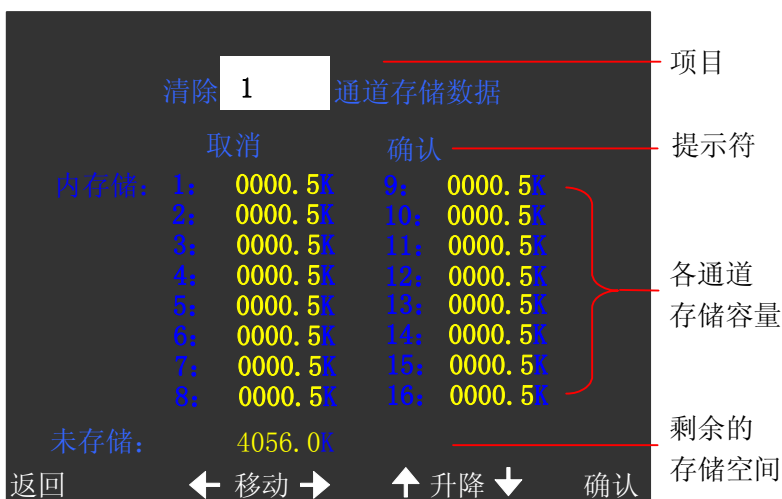 项目
清除 1 通道存储数据
取消 确认 提示符
内存储: 1: 0000.5K 9: 0000.5K
2: 0000.5K 10: 0000.5K
3: 0000.5K 11: 0000.5K
4: 0000.5K 12: 0000.5K
5: 0000.5K 13: 0000.5K
6: 0000.5K 14: 0000.5K
7: 0000.5K 15: 0000.5K
8: 0000.5K 16: 0000.5K
各通道
存储容量
未存储: 4056.0K
剩余的
存储空间
返回 ← 移动 → ↑ 升降 ↓ 确认